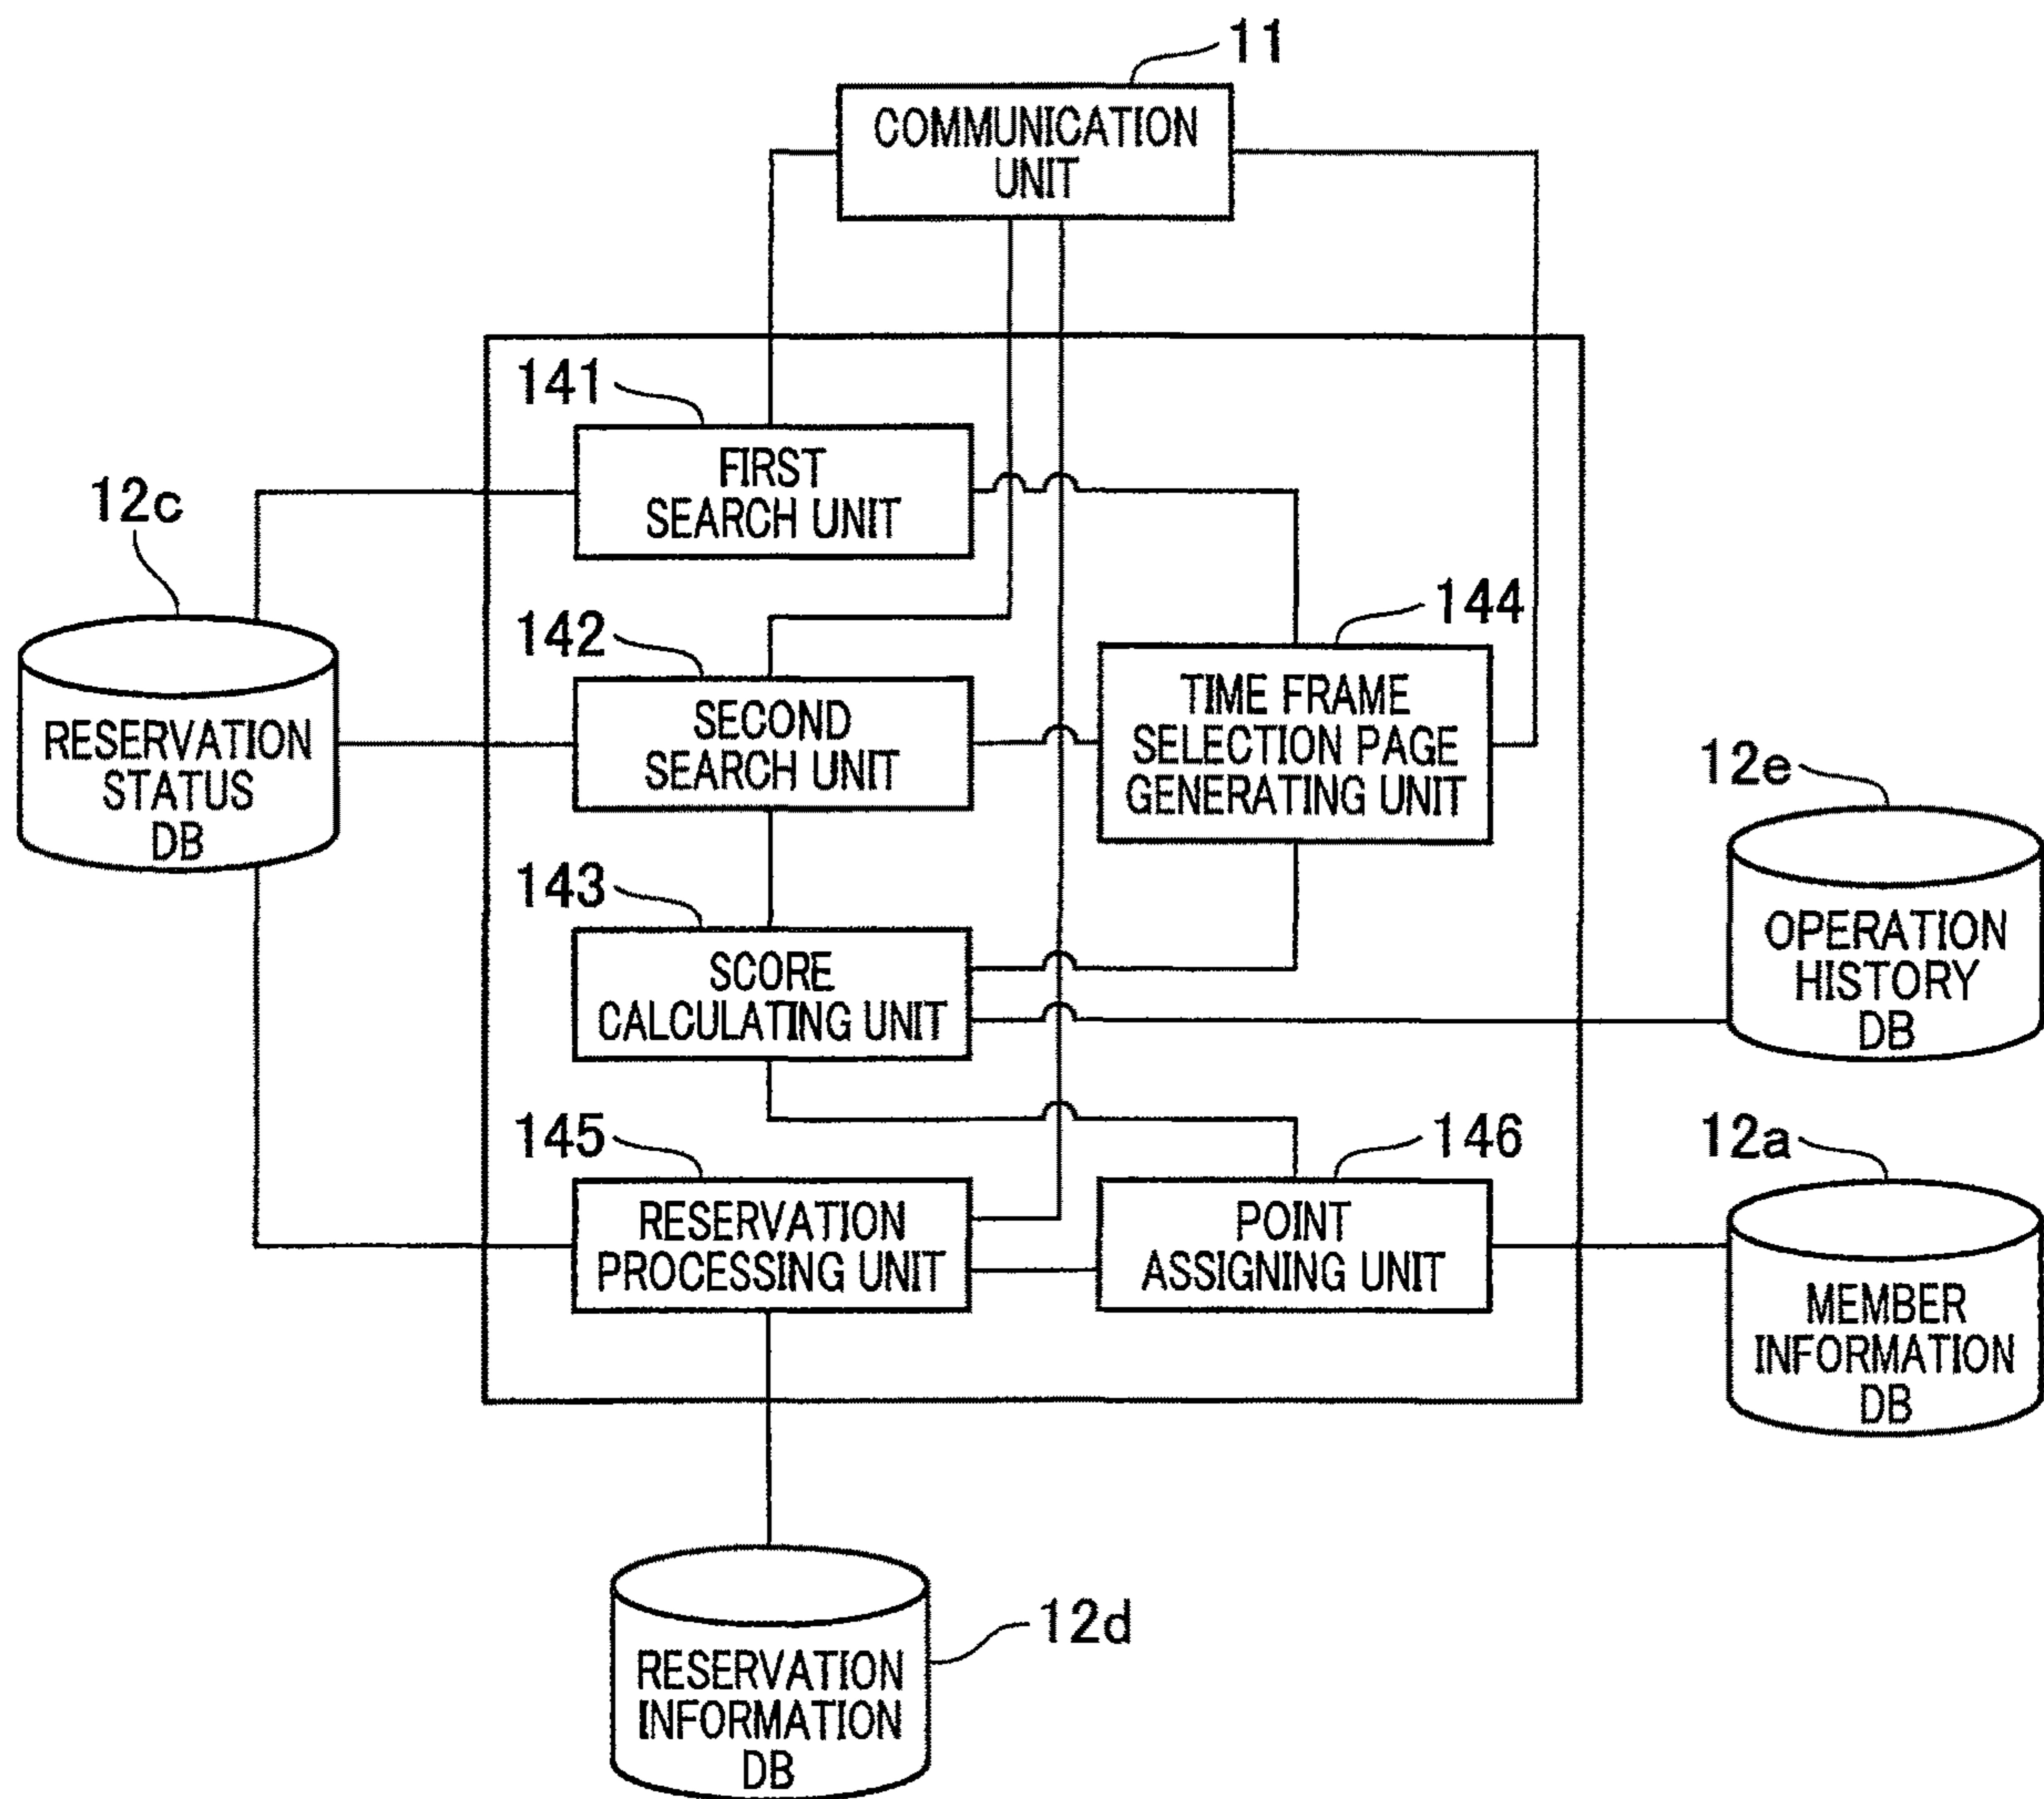 11
COMMUNICATION
UNIT
141
FIRST
SEARCH UNIT
12c
RESERVATION
STATUS
DB
142
SECOND
SEARCH UNIT
144
TIME FRAME
SELECTION PAGE
GENERATING UNIT
12e
OPERATION
HISTORY
DB
143
SCORE
CALCULATING UNIT
145
RESERVATION
PROCESSING UNIT
146
POINT
ASSIGNING UNIT
12a
MEMBER
INFORMATION
DB
12d
RESERVATION
INFORMATION
DB